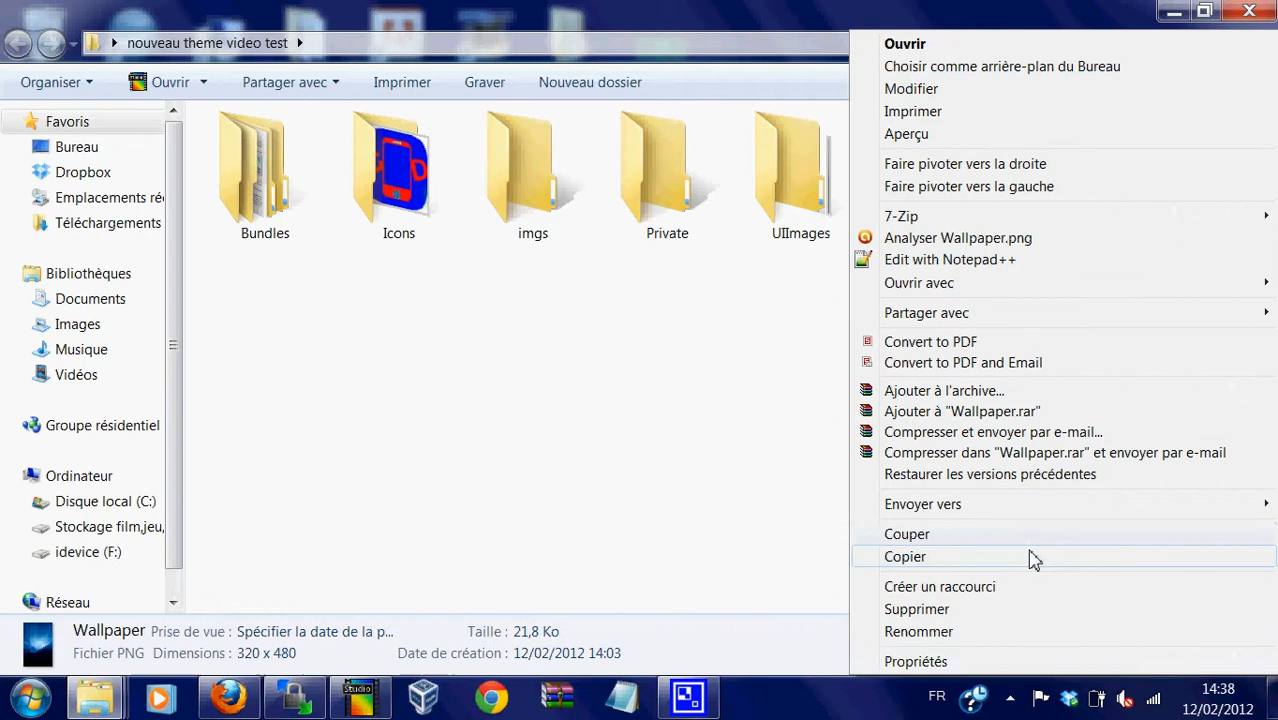 nouveau theme video test
Organiser
Ouvrir
Partager avec
Imprimer
Graver
Nouveau dossier
Favoris
Bureau
Dropbox
Emplacements ré
Téléchargements
Bibliothèques
Documents
Images
Musique
Vidéos
Groupe résidentiel
Ordinateur
Disque local (C:)
Stockage film,jeu,
idevice (F:)
Réseau
Bundles
Icons
imgs
Private
UIImages
Ouvrir
Choisir comme arrière-plan du Bureau
Modifier
Imprimer
Aperçu
Faire pivoter vers la droite
Faire pivoter vers la gauche
7-Zip
Analyser Wallpaper.png
Edit with Notepad++
Ouvrir avec
Partager avec
Convert to PDF
Convert to PDF and Email
Ajouter à l'archive...
Ajouter à "Wallpaper.rar"
Compresser et envoyer par e-mail...
Compresser dans "Wallpaper.rar" et envoyer par e-mail
Restaurer les versions précédentes
Envoyer vers
Couper
Copier
Créer un raccourci
Supprimer
Renommer
Propriétés
Wallpaper Prise de vue : Spécifier la date de la p... Taille : 21,8 Ko
Fichier PNG Dimensions : 320 x 480 Date de création : 12/02/2012 14:03
Studio
FR
14:38
12/02/2012